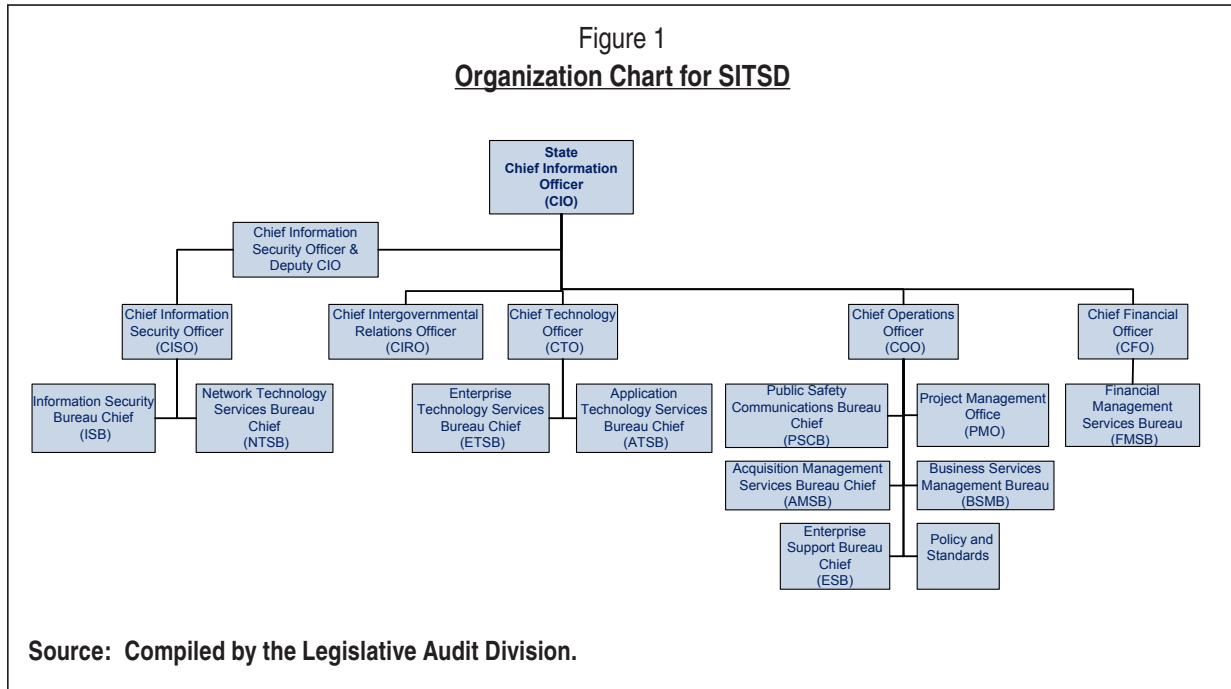 Figure 1
Organization Chart for SITSD
State
Chief Information
Officer
(CIO)
Chief Information
Security Officer &
Deputy CIO
Chief Information
Security Officer
(CISO)
Chief Intergovernmental
Relations Officer
(CIRO)
Chief Technology
Officer
(CTO)
Chief Operations
Officer
(COO)
Chief Financial
Officer
(CFO)
Information Security
Bureau Chief
(ISB)
Network Technology
Services Bureau
Chief
(NTSB)
Enterprise
Technology Services
Bureau Chief
(ETSB)
Application
Technology Services
Bureau Chief
(ATSB)
Public Safety
Communications Bureau
Chief
(PSCB)
Project Management
Office
(PMO)
Financial
Management
Services Bureau
(FMSB)
Acquisition Management
Services Bureau Chief
(AMSB)
Business Services
Management Bureau
(BSMB)
Enterprise
Support Bureau
Chief
(ESB)
Policy and
Standards
Source: Compiled by the Legislative Audit Division.